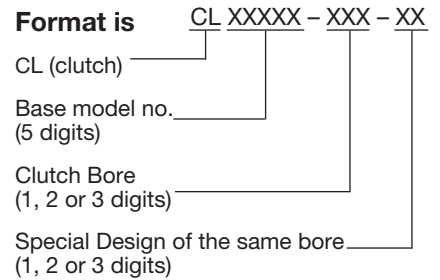 Format is CL XXXXX – XXX – XX
CL (clutch)
Base model no.
(5 digits)
Clutch Bore
(1, 2 or 3 digits)
Special Design of the same bore
(1, 2 or 3 digits)